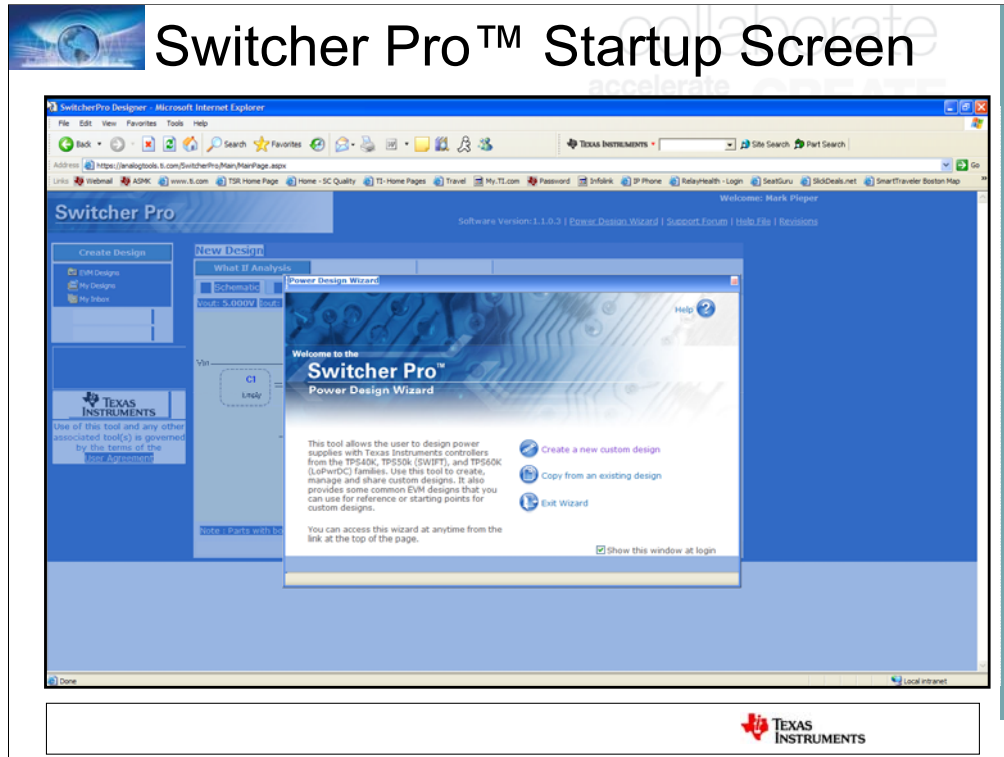 collaborate
accelerate CREATE
Switcher Pro™ Startup Screen
SwitcherPro Designer - Microsoft Internet Explorer
File Edit View Favorites Tools Help
Back Search Favorites TEXAS INSTRUMENTS Site Search Part Search
Address https://analogtools.ti.com/SwitcherPro/Main/MainPage.aspx Go
Links Webmail ASMK www.ti.com TSR Home Page Home - SC Quality TI-Home Pages Travel My.TI.com Password Infolink IP Phone RelayHealth - Login SeatGuru SlickDeals.net SmartTraveler Boston Map »
Welcome: Mark Pieper
Switcher Pro
Software Version:1.1.0.3 | Power Design Wizard | Support Forum | Help File | Revisions
Create Design
EVM Designs
My Designs
My Inbox
New Design
What If Analysis
Schematic
Vout: 5.000V Iout:
Vin
C1
Empty
Note : Parts with bo
TEXAS
INSTRUMENTS
Use of this tool and any other
associated tool(s) is governed
by the terms of the
User Agreement
Power Design Wizard
Help ?
Welcome to the
Switcher Pro™
Power Design Wizard
This tool allows the user to design power
supplies with Texas Instruments controllers
from the TPS40K, TPS50k (SWIFT), and TPS60K
(LoPwrDC) families. Use this tool to create,
manage and share custom designs. It also
provides some common EVM designs that you
can use for reference or starting points for
custom designs.
You can access this wizard at anytime from the
link at the top of the page.
Create a new custom design
Copy from an existing design
Exit Wizard
Show this window at login
Done
Local intranet
TEXAS
INSTRUMENTS